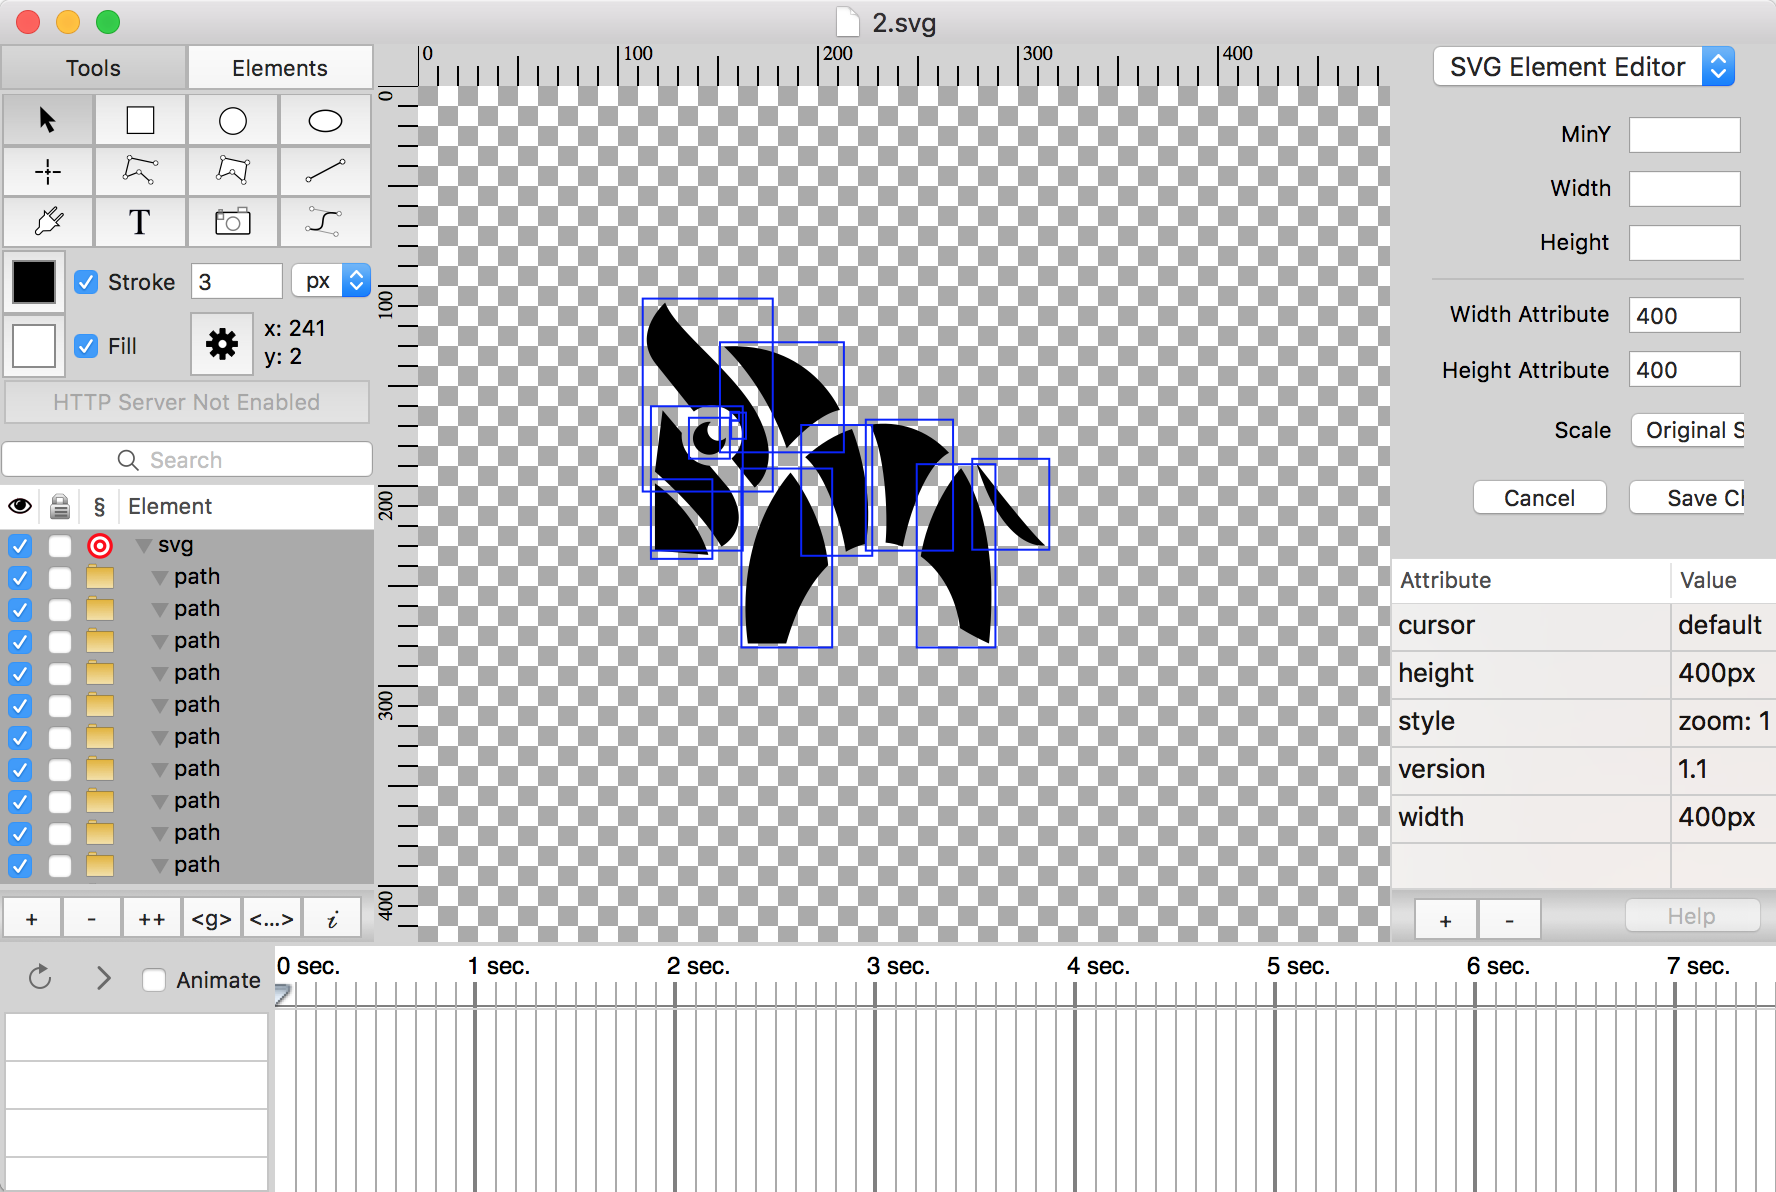 2.svg
Tools
Elements
0
100
200
300
400
SVG Element Editor
0
100
200
300
400
T
Stroke
3
px
Fill
x: 241
y: 2
HTTP Server Not Enabled
Search
§
Element
svg
path
path
path
path
path
path
path
path
path
path
+
-
++
<g>
<...>
i
MinY
Width
Height
Width Attribute
400
Height Attribute
400
Scale
Original S
Cancel
Save Cl
Attribute
Value
cursor
default
height
400px
style
zoom: 1
version
1.1
width
400px
+
-
Help
Animate
0 sec.
1 sec.
2 sec.
3 sec.
4 sec.
5 sec.
6 sec.
7 sec.